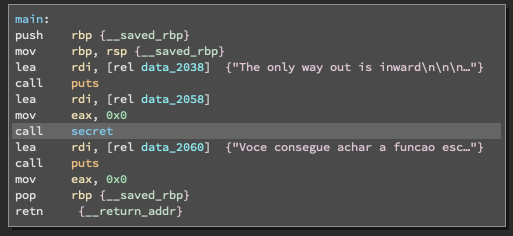 main:
push rbp {__saved_rbp}
mov rbp, rsp {__saved_rbp}
lea rdi, [rel data_2038] {"The only way out is inward\n\n\n…"}
call puts
lea rdi, [rel data_2058]
mov eax, 0x0
call secret
lea rdi, [rel data_2060] {"Voce consegue achar a funcao esc…"}
call puts
mov eax, 0x0
pop rbp {__saved_rbp}
retn {__return_addr}